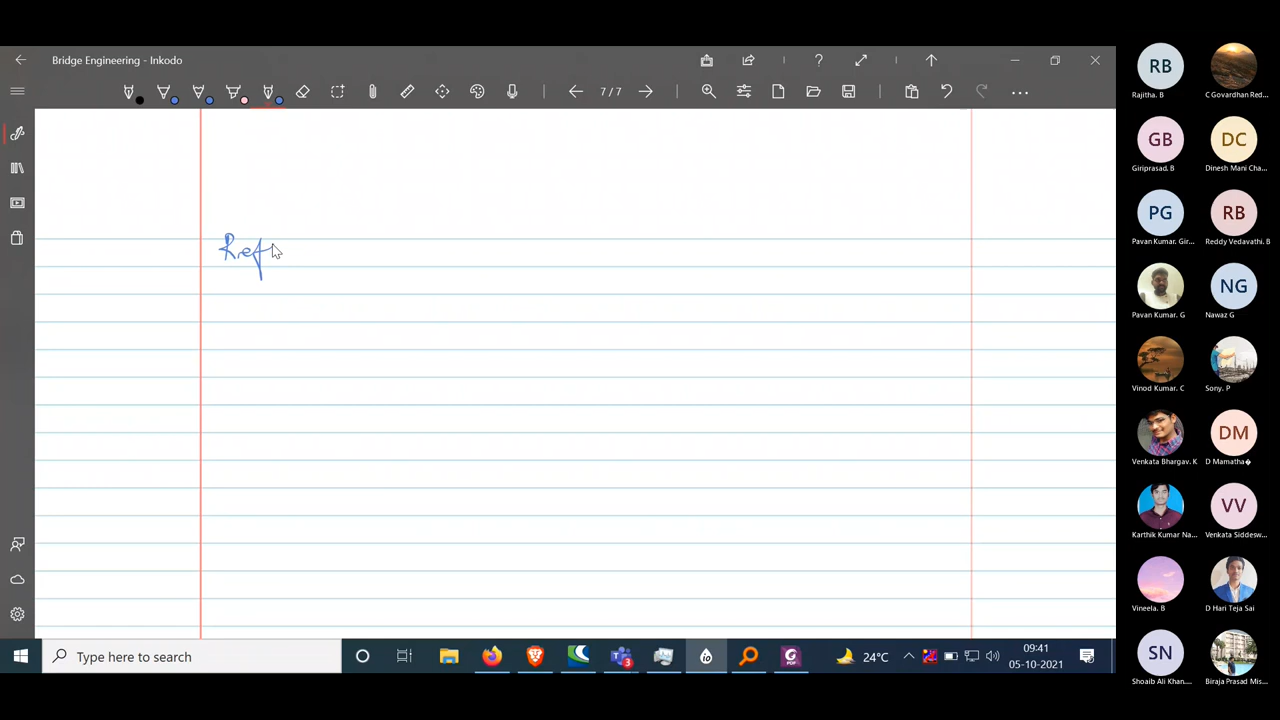 Bridge Engineering - Inkodo
7/7
Ref
Type here to search
3
24°C
09:41
05-10-2021
RB
Rajitha. B
C Govardhan Red...
GB
Giriprasad, B
DC
Dinesh Mani Cha...
PG
Pavan Kumar. Gir...
RB
Reddy Vedavathi. B
Pavan Kumar. G
NG
Nawaz G
Vinod Kumar. C
Sony. P
Venkata Bhargav. K
DM
D Mamatha�
Karthik Kumar Na...
VV
Venkata Siddesw...
Vineela. B
D Hari Teja Sai
SN
Shoaib Ali Khan....
Biraja Prasad Mis...